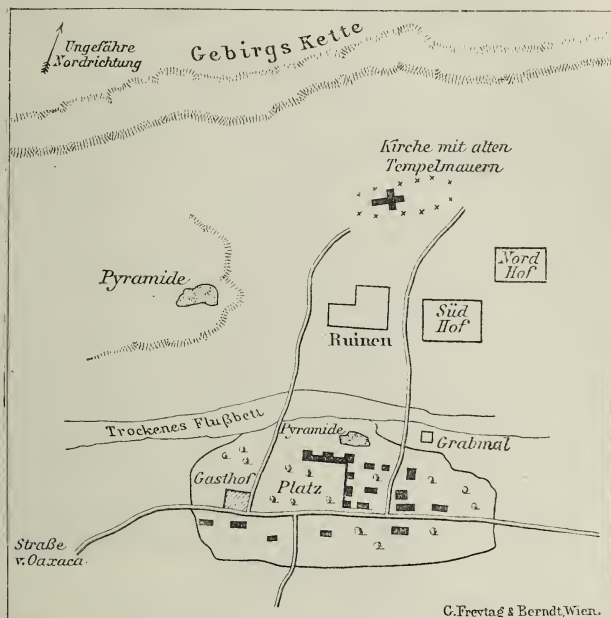 Ungefähre
Nordrichtung
Gebirgs Kette
Kirche mit alten
Tempelmauern
Pyramide
Nord
Hof
Süd
Hof
Ruinen
Trockenes Flußbett
Pyramide
Grabmal
Gasthof
Platz
Straße
v. Oaxaca
G. Freytag & Berndt, Wien.